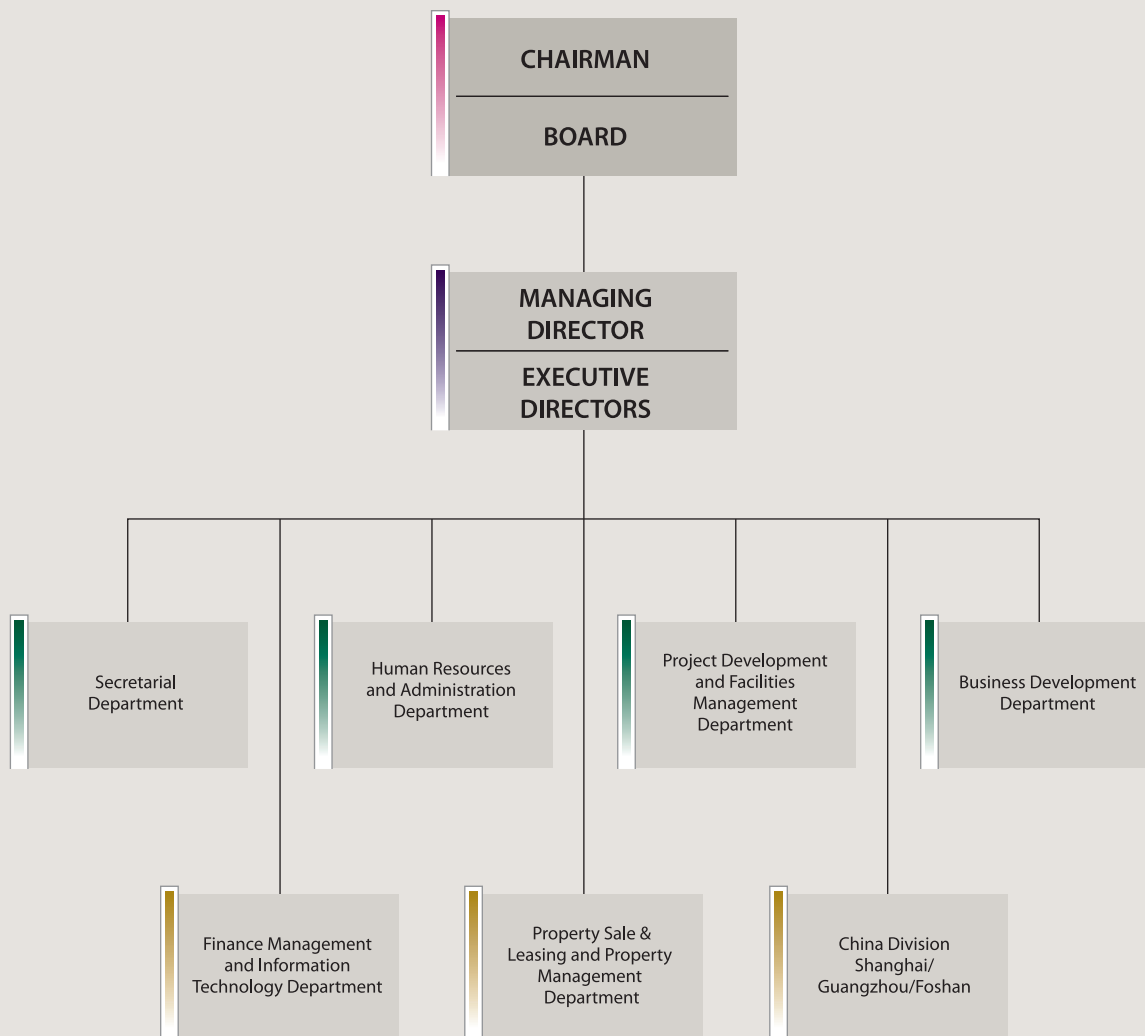 CHAIRMAN
BOARD
MANAGING
DIRECTOR
EXECUTIVE
DIRECTORS
Secretarial
Department
Human Resources
and Administration
Department
Project Development
and Facilities
Management
Department
Business Development
Department
Finance Management
and Information
Technology Department
Property Sale &
Leasing and Property
Management
Department
China Division
Shanghai/
Guangzhou/Foshan